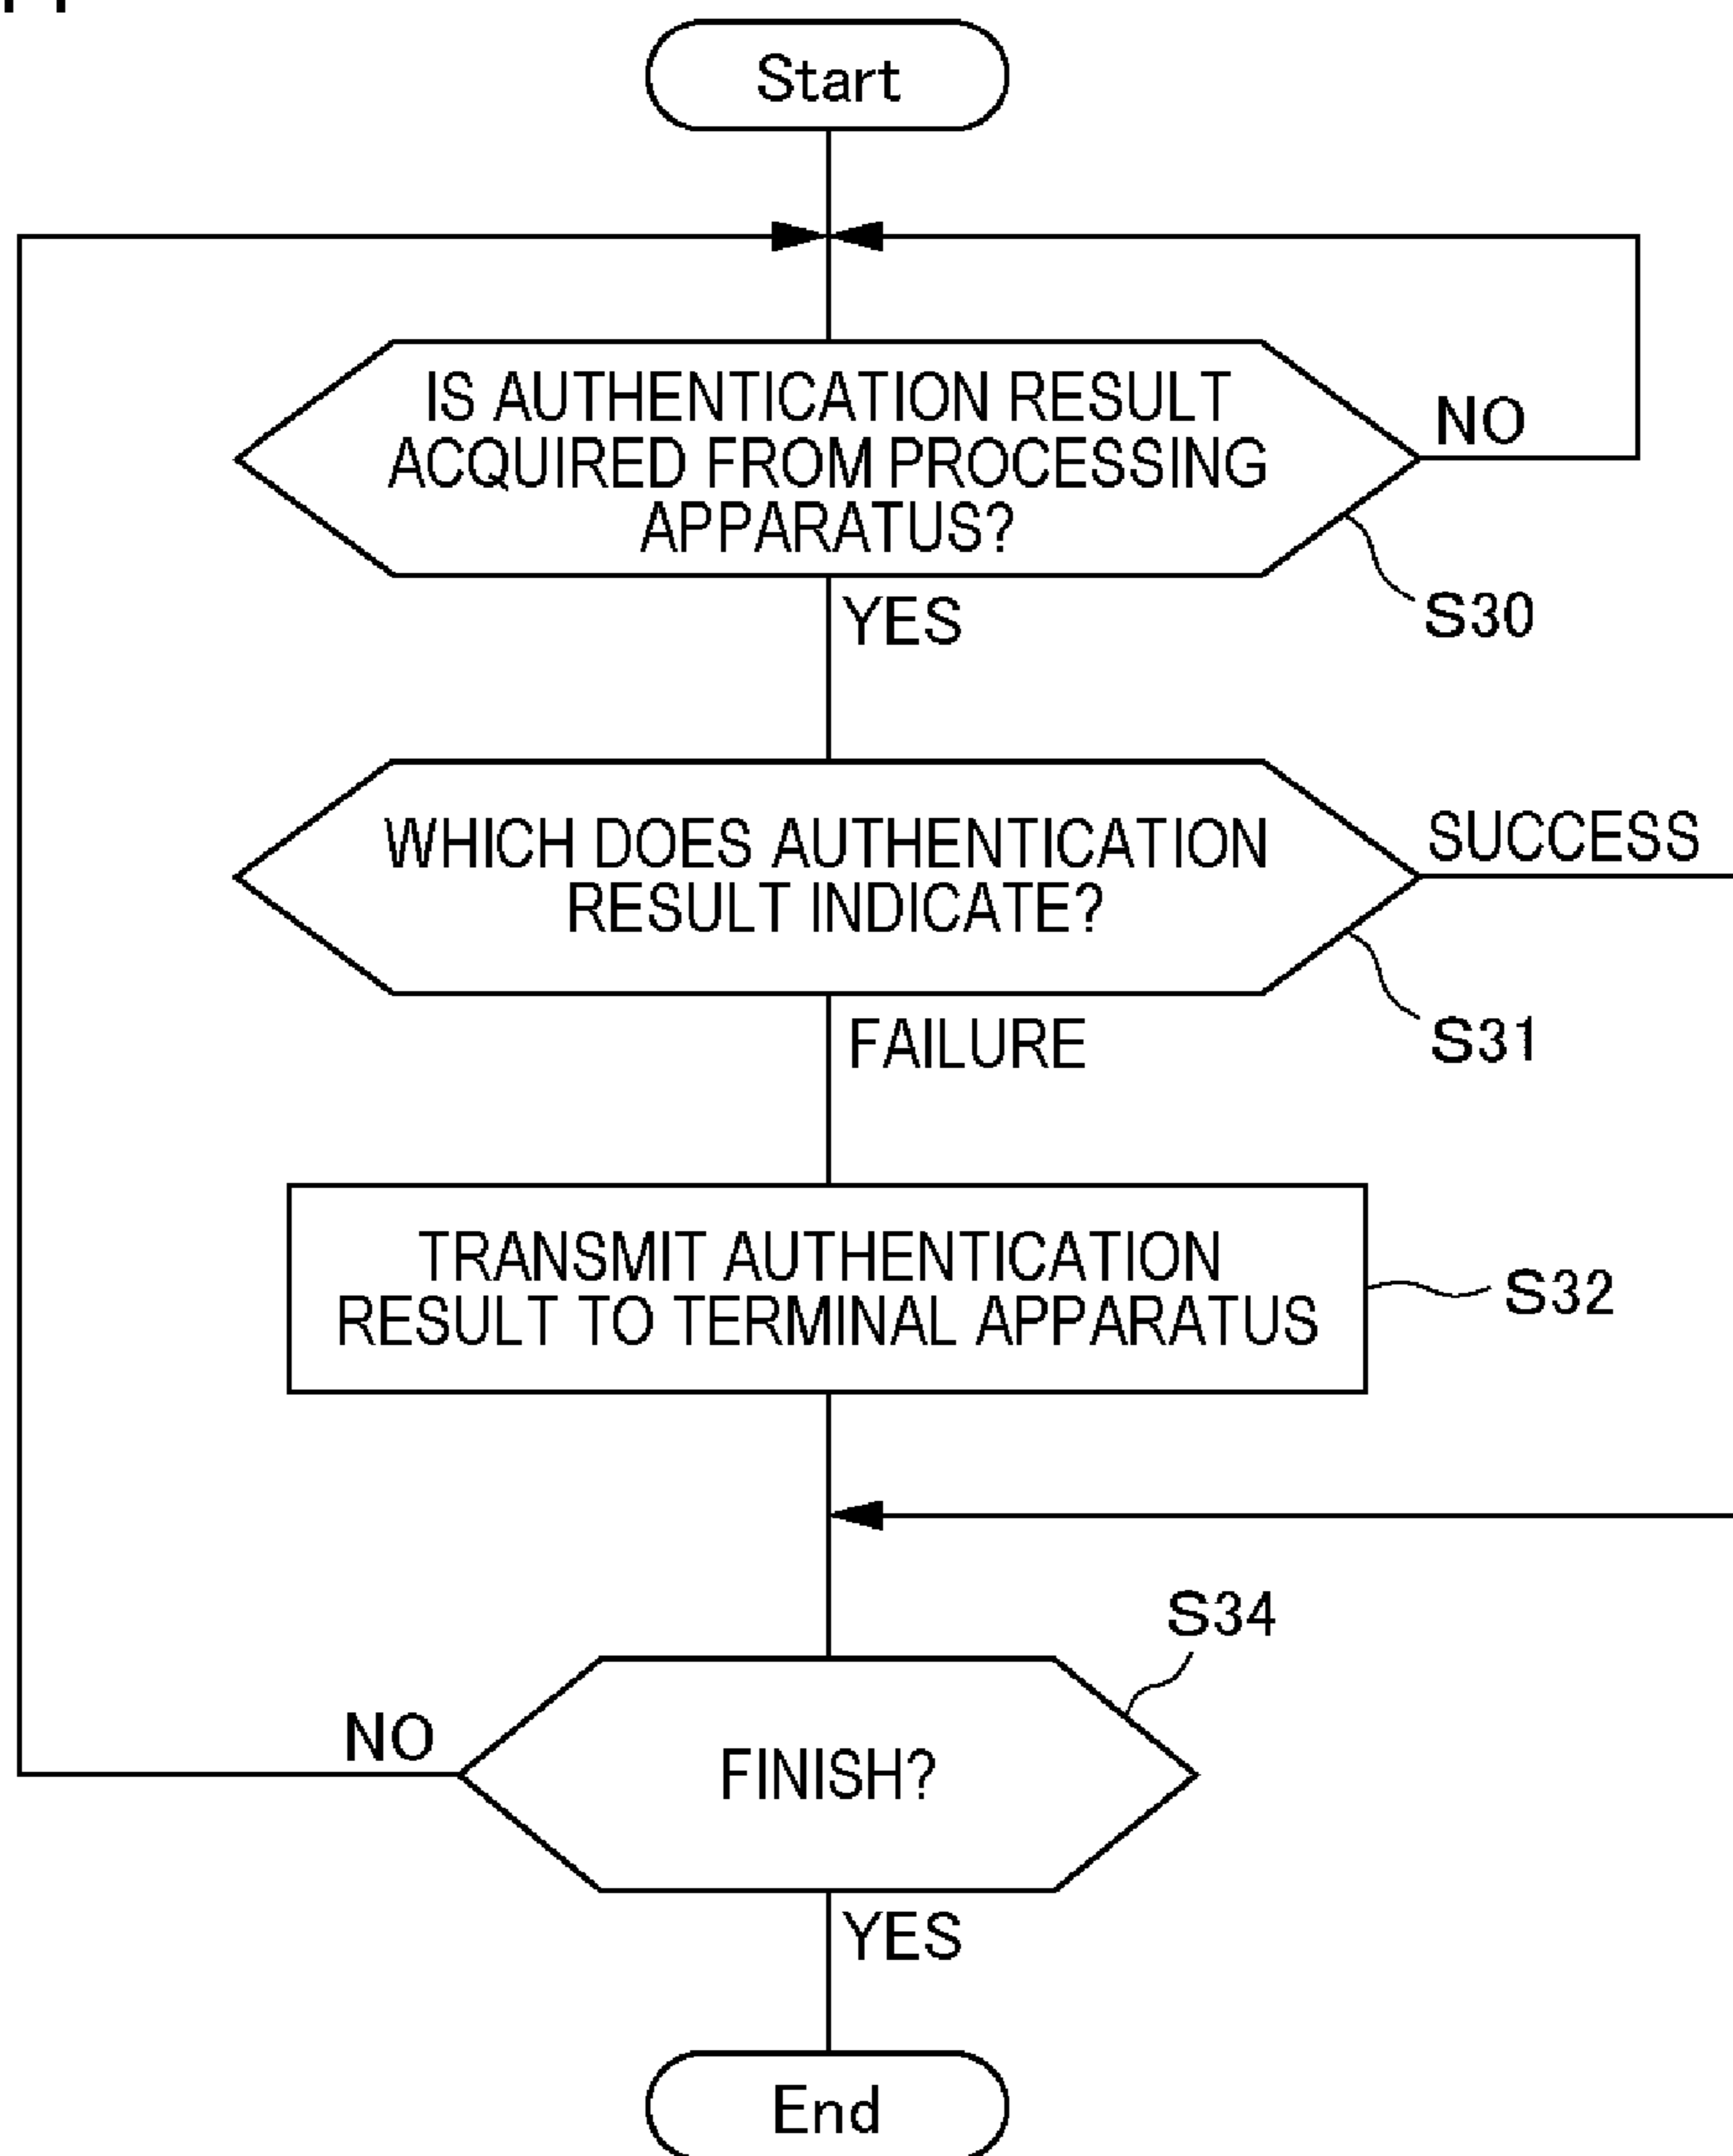 Start
IS AUTHENTICATION RESULT
ACQUIRED FROM PROCESSING
APPARATUS?
NO
S30
YES
WHICH DOES AUTHENTICATION
RESULT INDICATE?
SUCCESS
S31
FAILURE
TRANSMIT AUTHENTICATION
RESULT TO TERMINAL APPARATUS
S32
S34
NO
FINISH?
YES
End